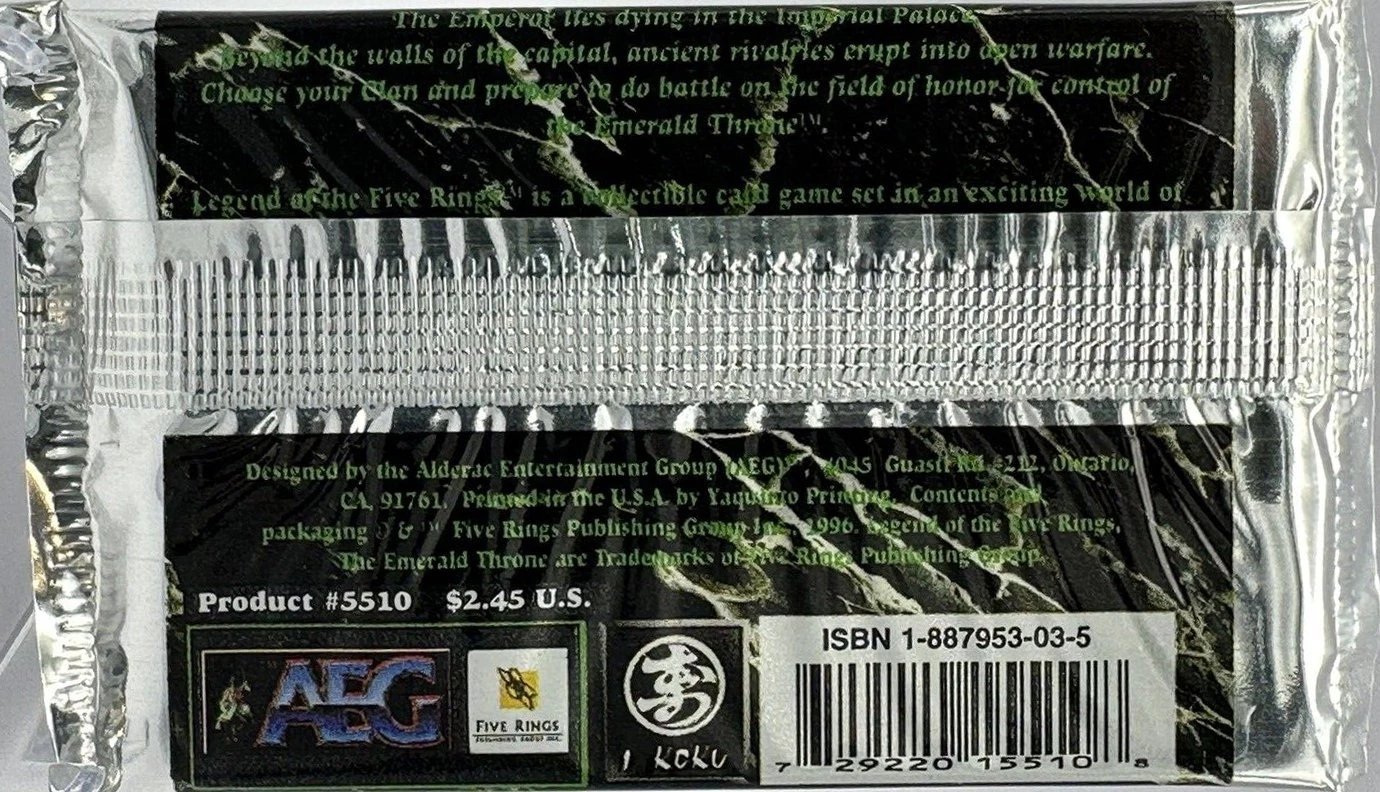 The Emperor lies dying in the Imperial Palace
Beyond the walls of the capital, ancient rivalries erupt into open warfare.
Choose your Clan and prepare to do battle on the field of honor for control of
the Emerald Throne™.
Legend of the Five Rings™ is a collectible card game set in an exciting world of
Designed by the Alderac Entertainment Group (AEG)™, 4045 Guasti Rd. #212, Ontario,
CA, 91761. Printed in the U.S.A. by Yaquinto Printing. Contents and
packaging © & ™ Five Rings Publishing Group Inc., 1996. Legend of the Five Rings,
The Emerald Throne are Trademarks of Five Rings Publishing Group
Product #5510 $2.45 U.S.
AEG
FIVE RINGS
寿
1 KOKU
ISBN 1-887953-03-5
7 29220 15510 8